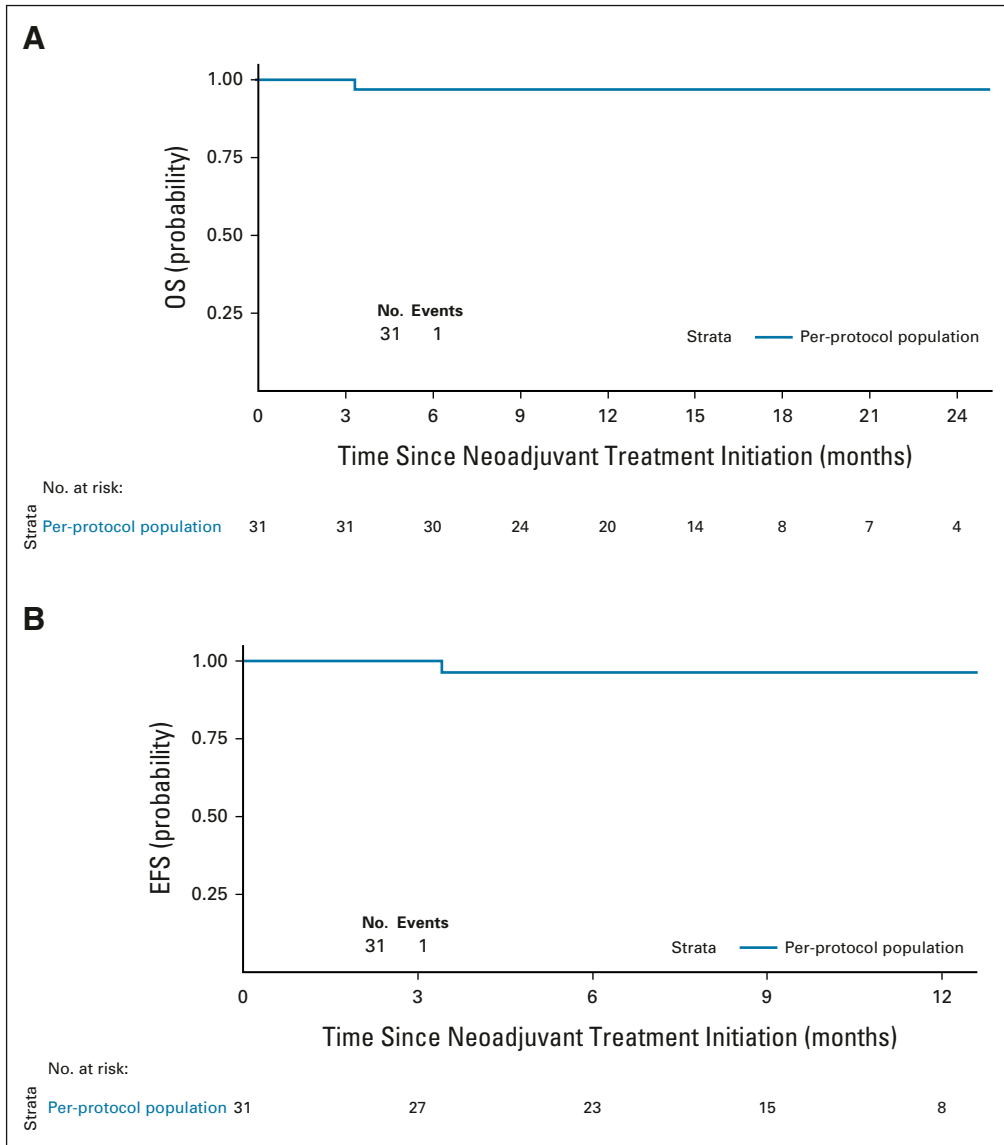 A
1.00
0.75
0.50
0.25
OS (probability)
No. Events
31 1
Strata Per-protocol population
0 3 6 9 12 15 18 21 24
Time Since Neoadjuvant Treatment Initiation (months)
No. at risk:
Strata
Per-protocol population 31 31 30 24 20 14 8 7 4
B
1.00
0.75
0.50
0.25
EFS (probability)
No. Events
31 1
Strata Per-protocol population
0 3 6 9 12
Time Since Neoadjuvant Treatment Initiation (months)
No. at risk:
Strata
Per-protocol population 31 27 23 15 8